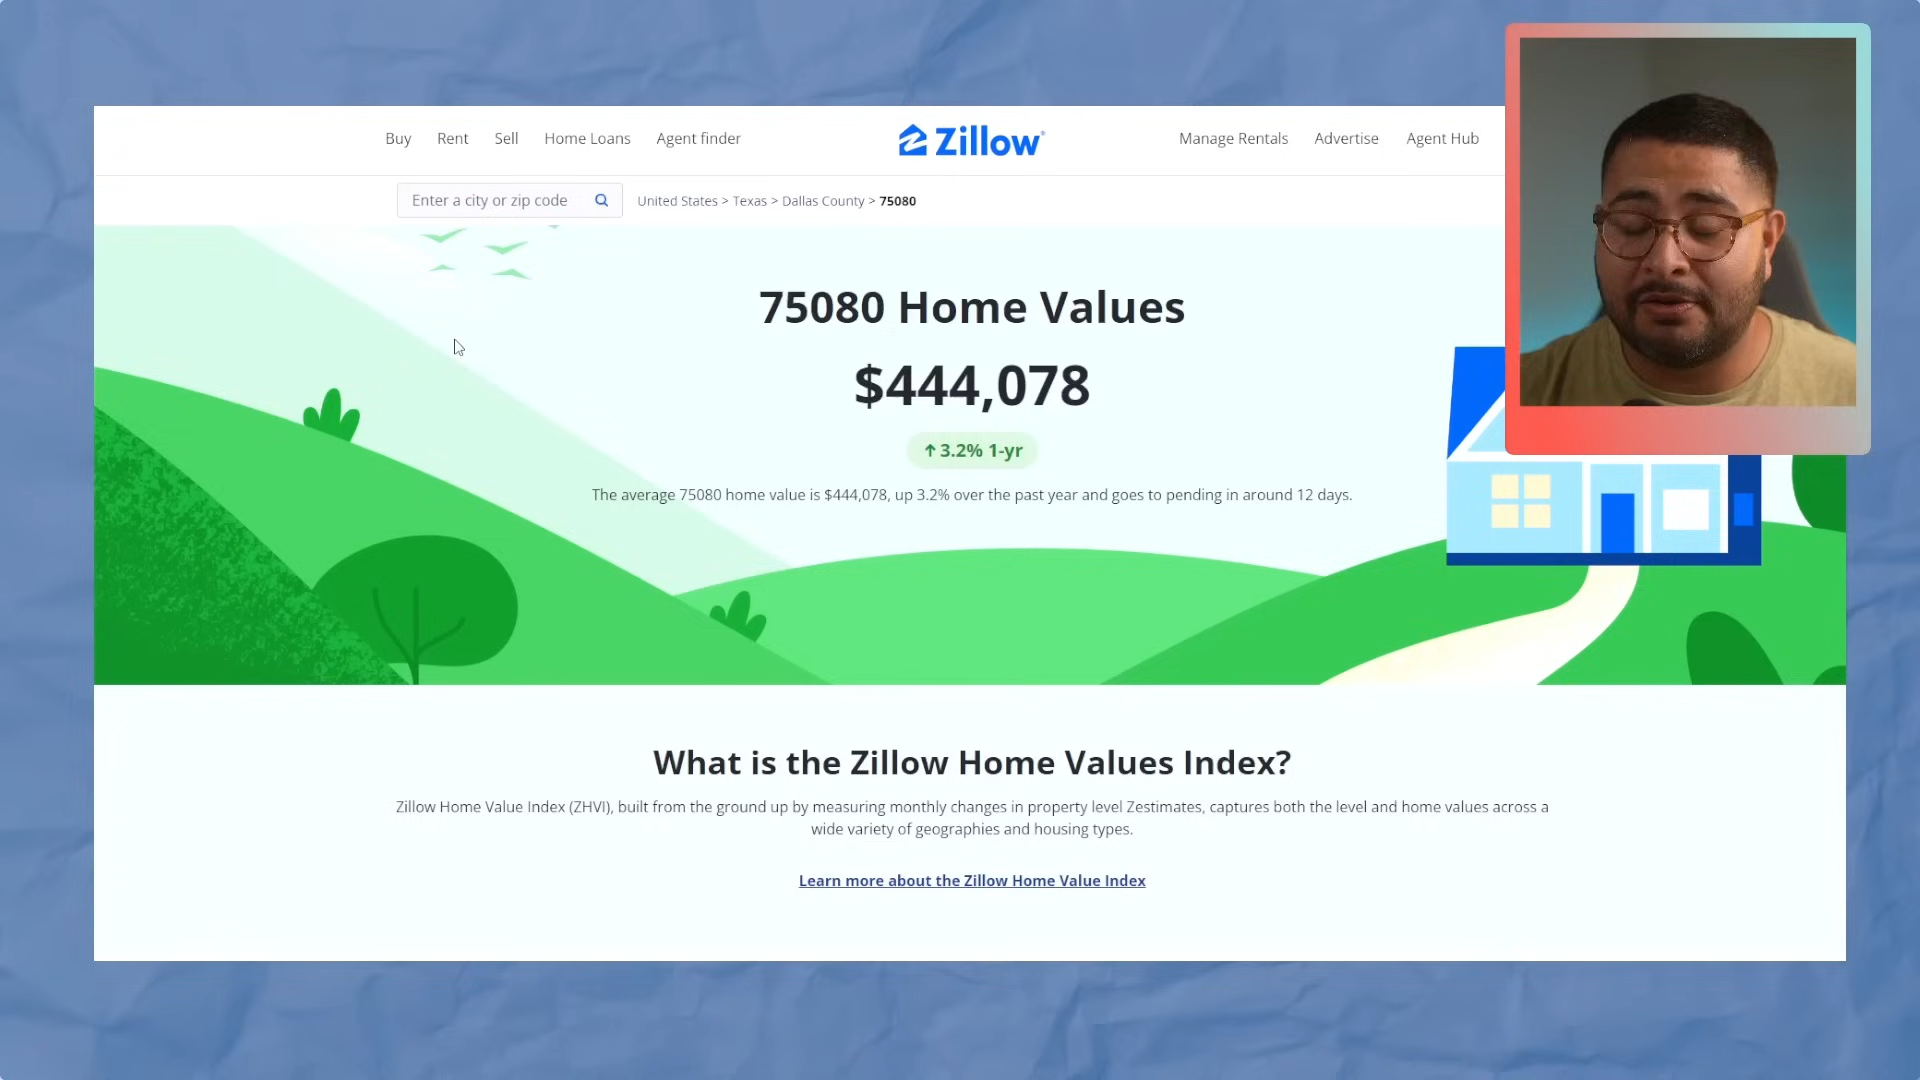 Buy Rent Sell Home Loans Agent finder Zillow® Manage Rentals Advertise Agent Hub
Enter a city or zip code United States > Texas > Dallas County > 75080
75080 Home Values
$444,078
↑ 3.2% 1-yr
The average 75080 home value is $444,078, up 3.2% over the past year and goes to pending in around 12 days.
What is the Zillow Home Values Index?
Zillow Home Value Index (ZHVI), built from the ground up by measuring monthly changes in property level Zestimates, captures both the level and home values across a
wide variety of geographies and housing types.
Learn more about the Zillow Home Value Index